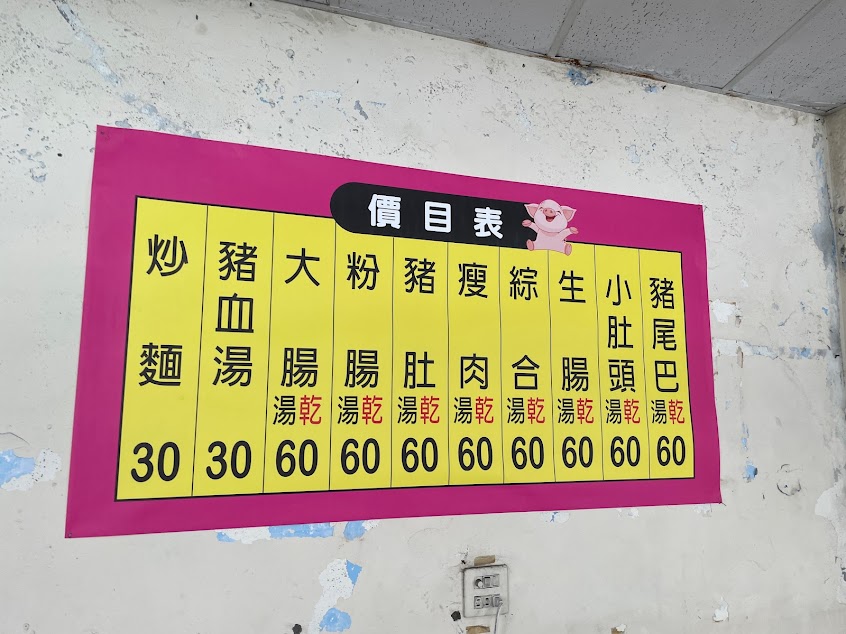 價目表
炒麵 30
豬血湯 30
大腸 湯乾 60
粉腸 湯乾 60
豬肚 湯乾 60
瘦肉 湯乾 60
綜合 湯乾 60
生腸 湯乾 60
小肚頭 湯乾 60
豬尾巴 湯乾 60